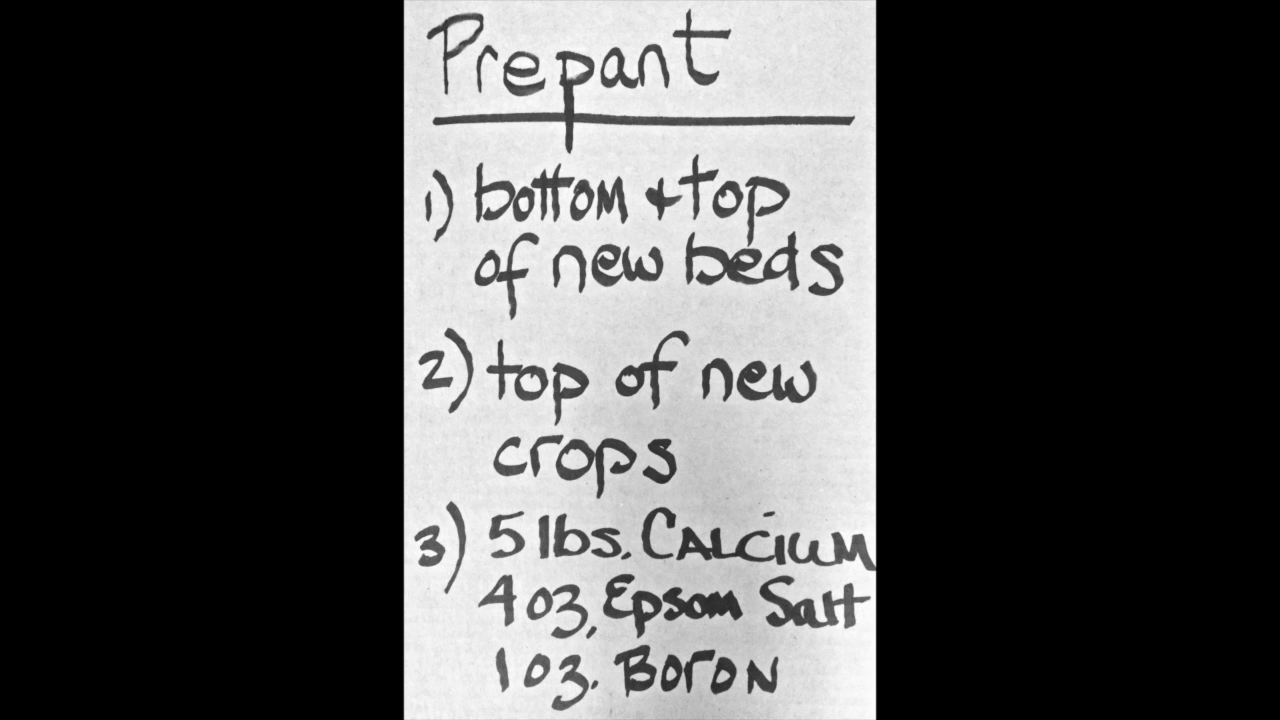 Prepant
1) bottom + top
of new beds
2) top of new
crops
3) 5 lbs. CALCIUM
4 oz, Epsom Salt
1 oz. Boron